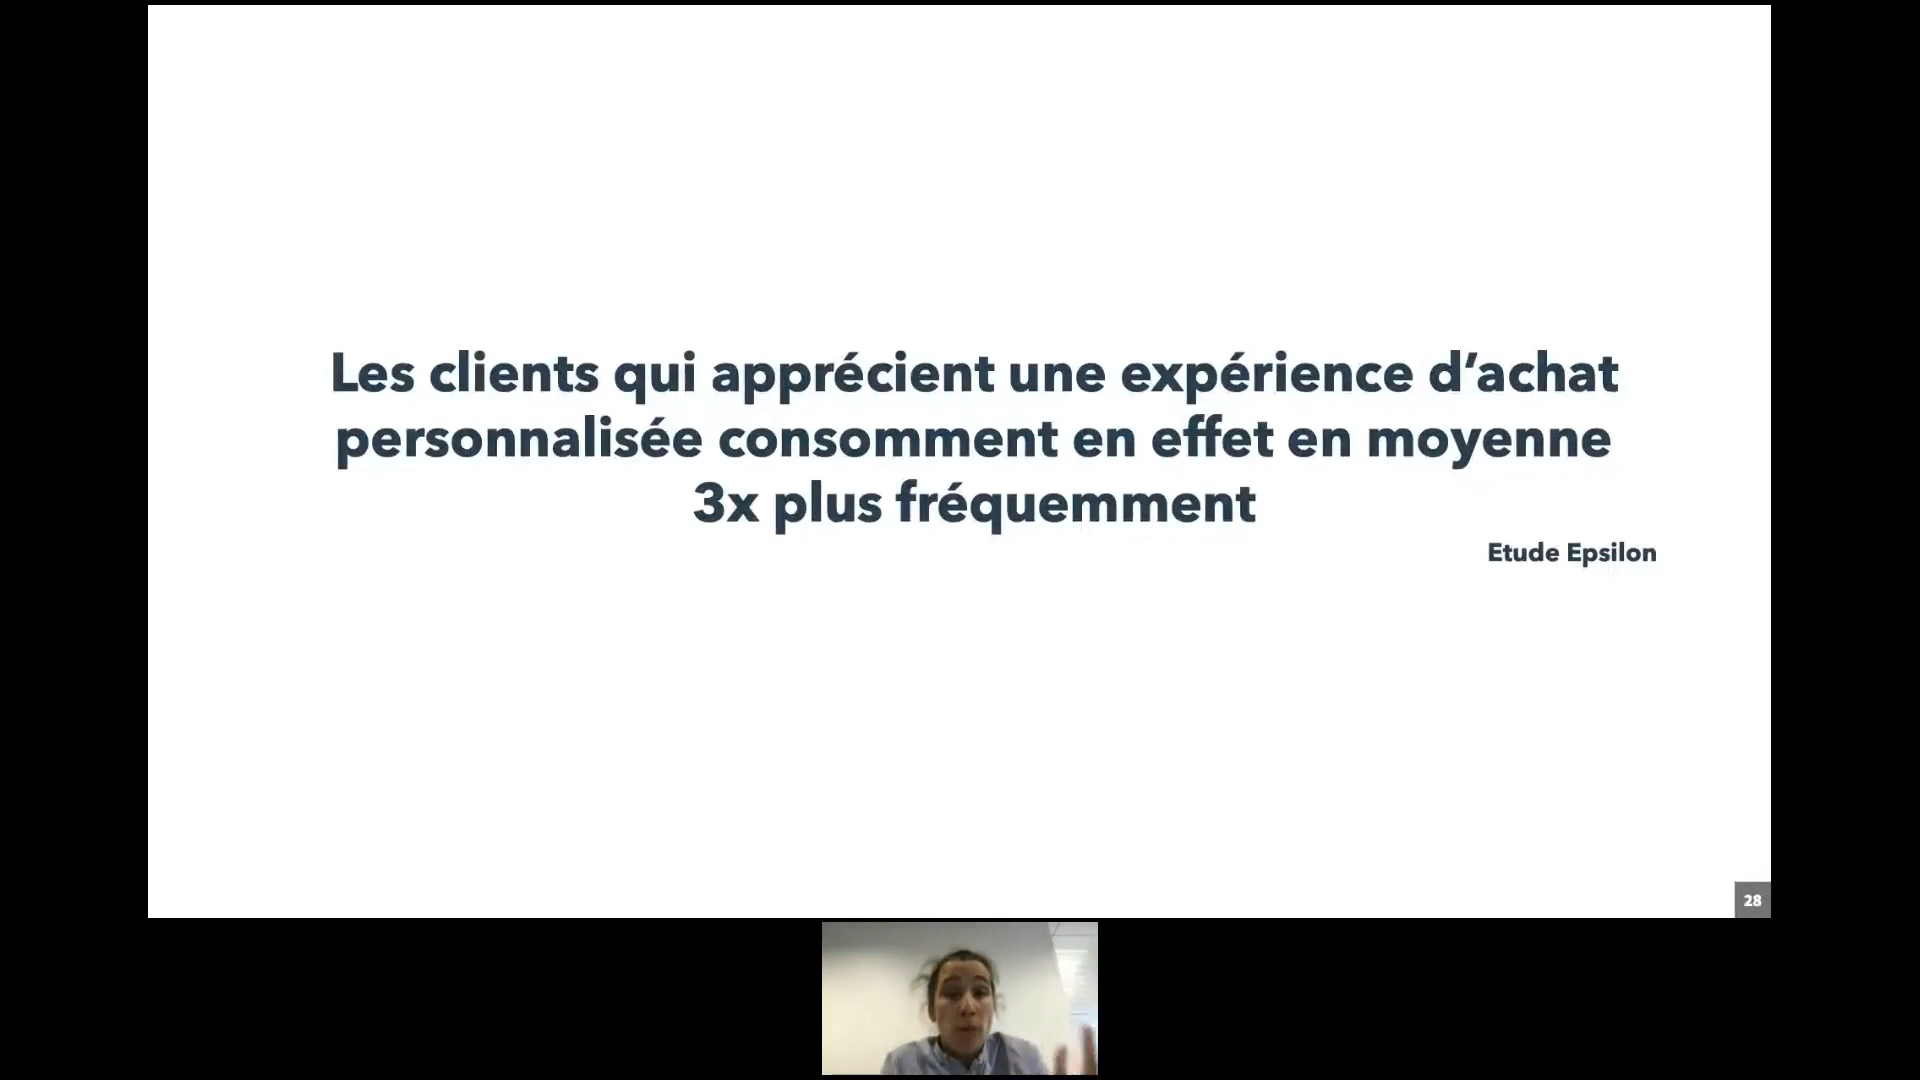 Les clients qui apprécient une expérience d’achat
personnalisée consomment en effet en moyenne
3x plus fréquemment
Etude Epsilon
28